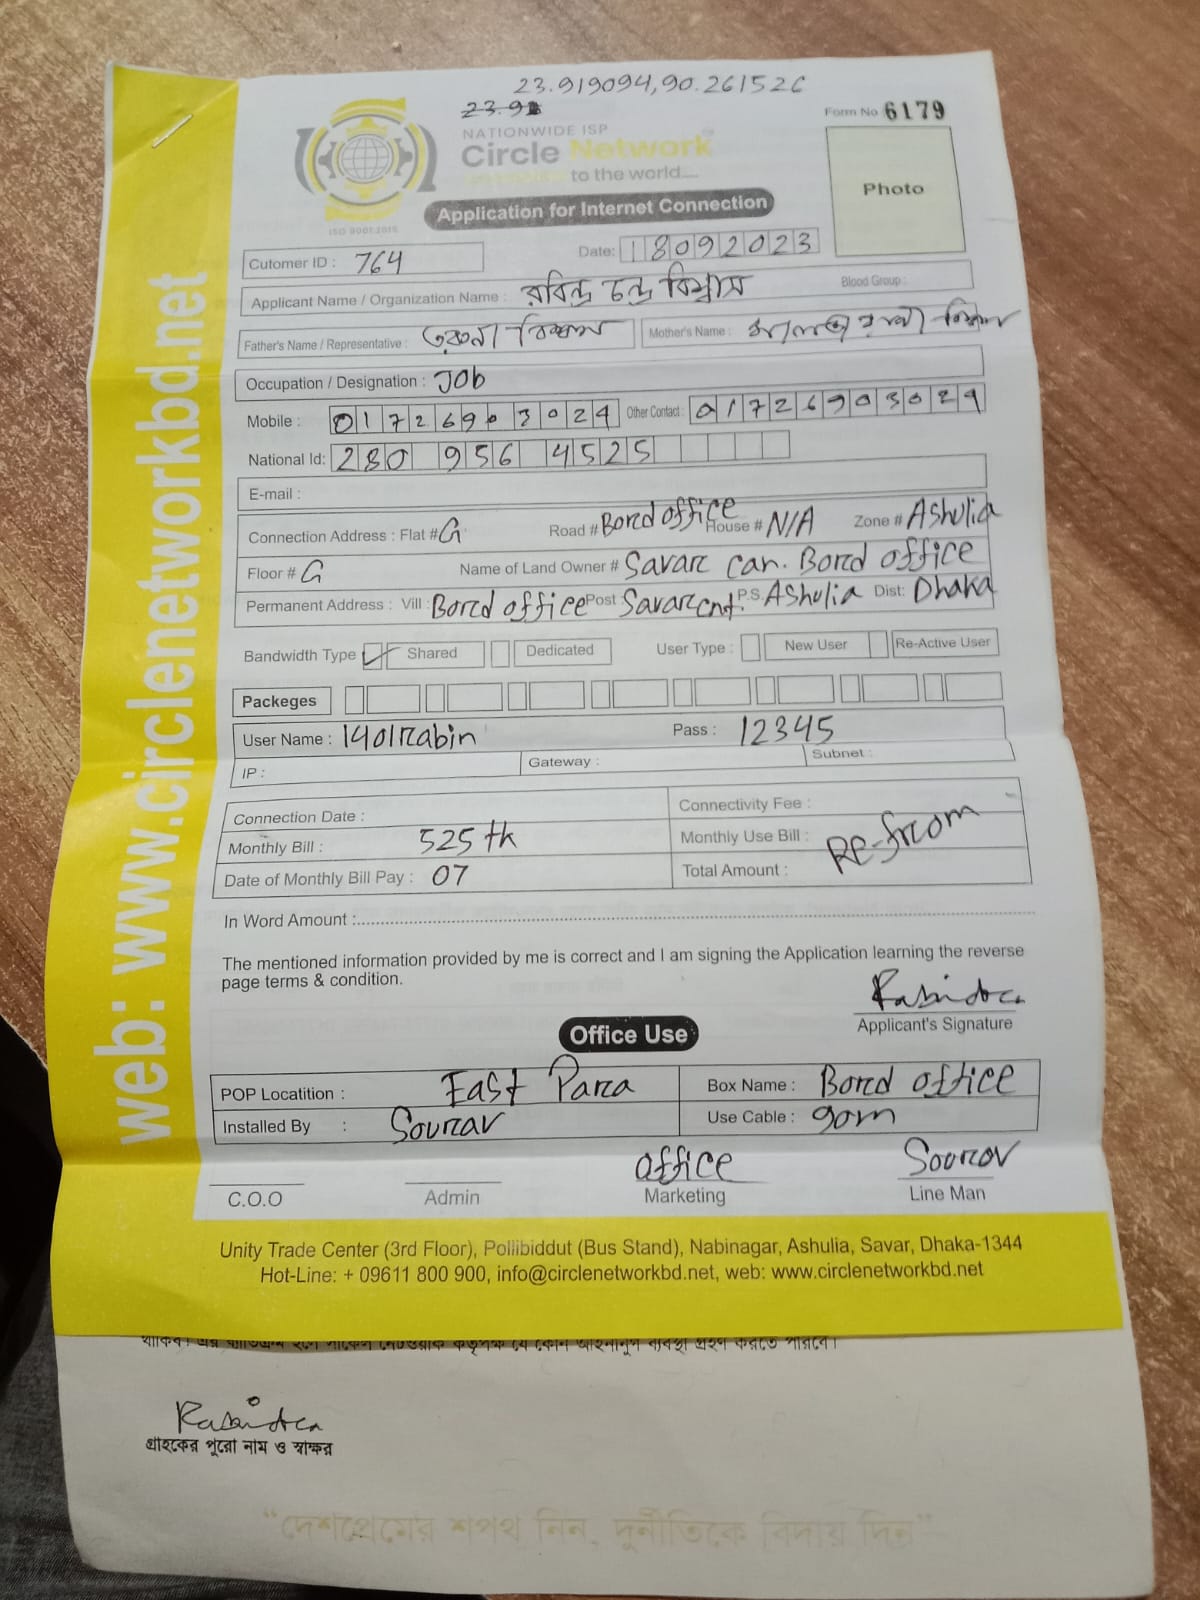 23.919094,90.261526
23.91
Form No 6179
NATIONWIDE ISP
Circle Network
to the world....
Photo
Application for Internet Connection
ISO 9001:2015
Cutomer ID : 764 Date: 18092023
Applicant Name / Organization Name : রবিন্দ্র চন্দ্র বিশ্বাস Blood Group :
Father's Name / Representative : বিশ্বাস Mother's Name : বিশ্বাস
Occupation / Designation : Job
Mobile : 01726903024 Other Contact : 01726903024
National Id: 280 956 4525
E-mail :
Connection Address : Flat # G Road # Bord office House # N/A Zone # Ashulia
Floor # G Name of Land Owner # Savar can. Bord office
Permanent Address : Vill : Bord office Post Savar cnt. P.S. Ashulia Dist: Dhaka
Bandwidth Type Shared Dedicated User Type : New User Re-Active User
Packeges
User Name : 1401rabin Pass : 12345
IP : Gateway : Subnet :
Connection Date : Connectivity Fee :
Monthly Bill : 525 tk Monthly Use Bill : Re-from
Date of Monthly Bill Pay : 07 Total Amount :
In Word Amount :
The mentioned information provided by me is correct and I am signing the Application learning the reverse
page terms & condition.
Rabindra
Applicant's Signature
Office Use
POP Locatition : East Para Box Name : Bord office
Installed By : Sourav Use Cable : 90m
office Sourov
C.O.O Admin Marketing Line Man
Unity Trade Center (3rd Floor), Pollibiddut (Bus Stand), Nabinagar, Ashulia, Savar, Dhaka-1344
Hot-Line: + 09611 800 900, info@circlenetworkbd.net, web: www.circlenetworkbd.net
web: www.circlenetworkbd.net
Rabindra
গ্রাহকের পুরো নাম ও স্বাক্ষর
"দেশপ্রেমের শপথ নিন, দুর্নীতিকে বিদায় দিন"